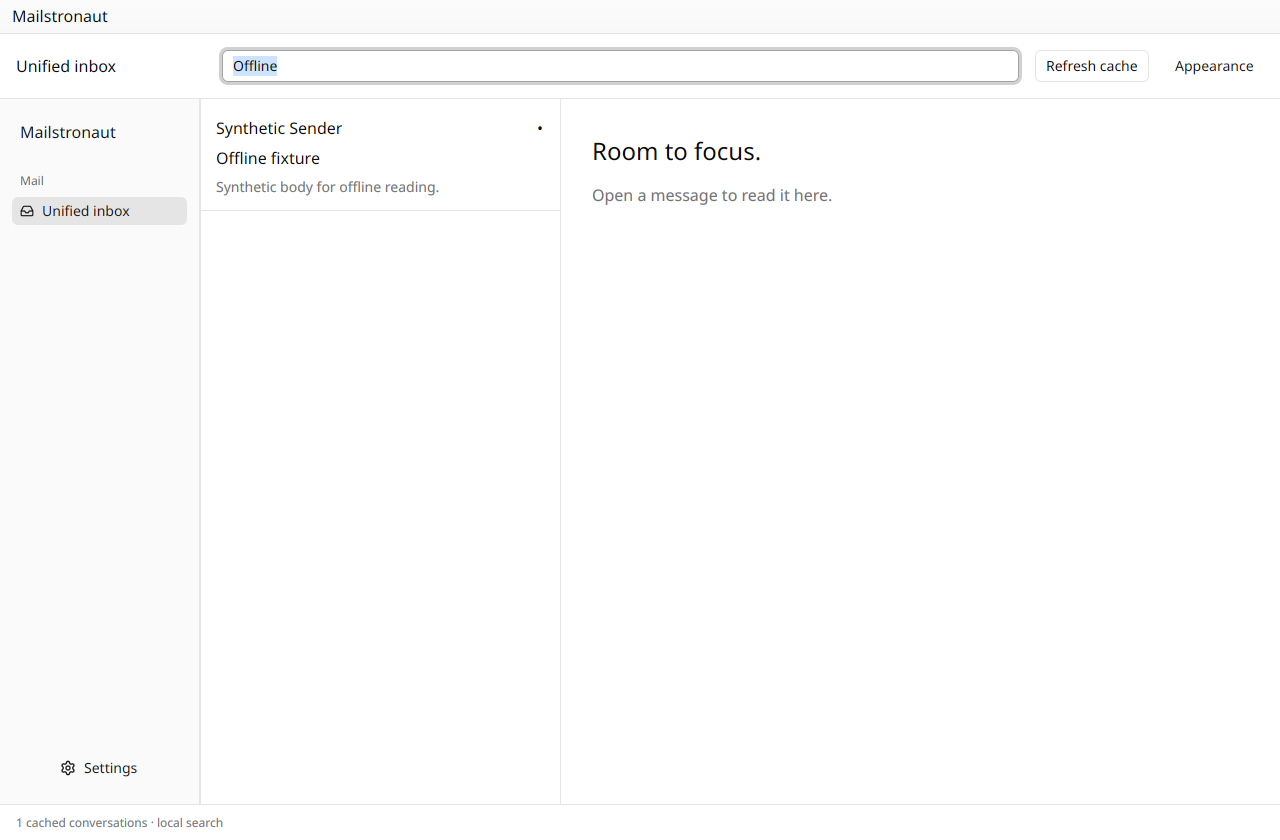 Mailstronaut
Unified inbox
Offline
Refresh cache
Appearance
Mailstronaut
Mail
Unified inbox
Settings
Synthetic Sender •
Offline fixture
Synthetic body for offline reading.
Room to focus.
Open a message to read it here.
1 cached conversations · local search